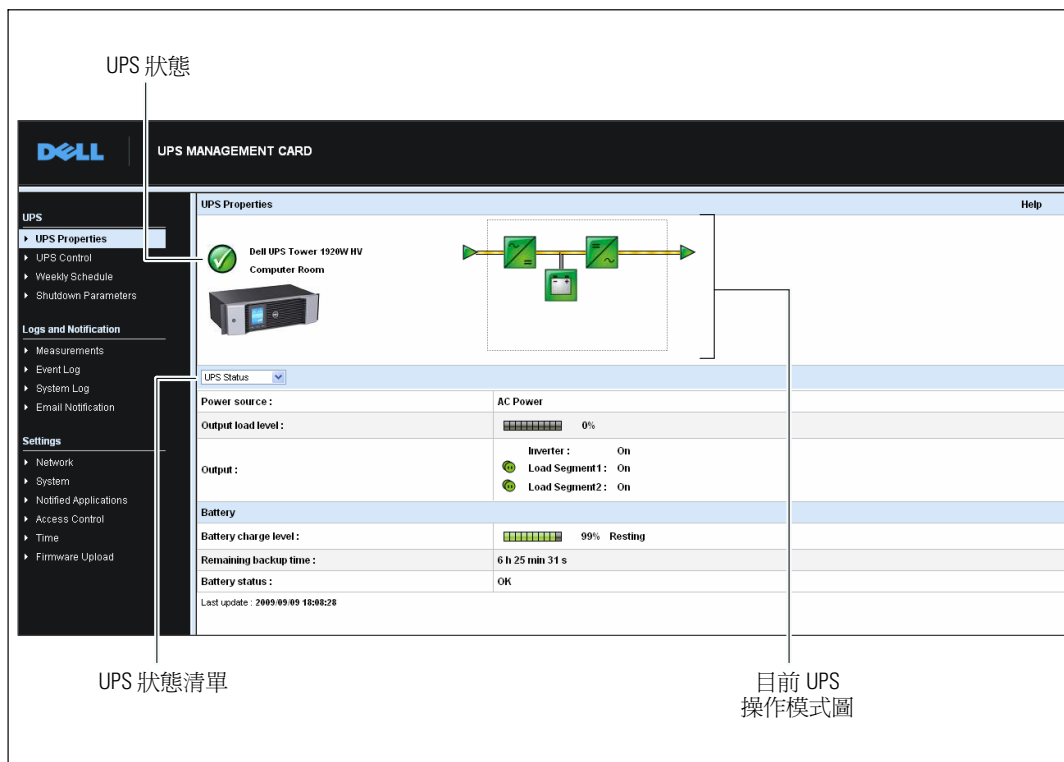 UPS 狀態
DELL
UPS MANAGEMENT CARD
UPS
UPS Properties
UPS Control
Weekly Schedule
Shutdown Parameters
Logs and Notification
Measurements
Event Log
System Log
Email Notification
Settings
Network
System
Notified Applications
Access Control
Time
Firmware Upload
UPS Properties
Help
Dell UPS Tower 1920W HV
Computer Room
UPS Status
Power source : AC Power
Output load level : 0%
Output :
Inverter : On
Load Segment1 : On
Load Segment2 : On
Battery
Battery charge level : 99% Resting
Remaining backup time : 6 h 25 min 31 s
Battery status : OK
Last update : 2009/09/09 18:08:28
UPS 狀態清單
目前 UPS
操作模式圖